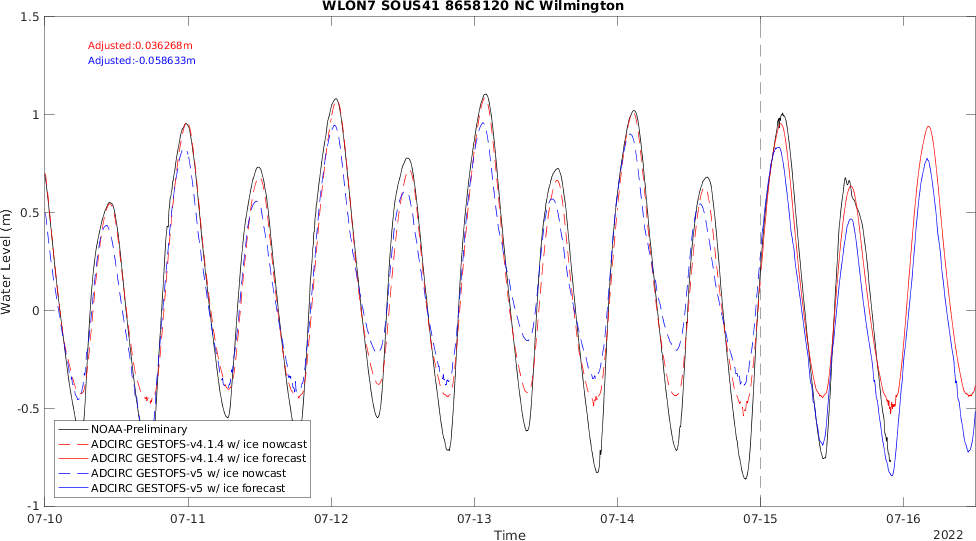 WLON7 SOUS41 8658120 NC Wilmington
1.5
Adjusted:0.036268m
Adjusted:-0.058633m
1
0.5
0
-0.5
-1
Water Level (m)
NOAA-Preliminary
ADCIRC GESTOFS-v4.1.4 w/ ice nowcast
ADCIRC GESTOFS-v4.1.4 w/ ice forecast
ADCIRC GESTOFS-v5 w/ ice nowcast
ADCIRC GESTOFS-v5 w/ ice forecast
07-10 07-11 07-12 07-13 07-14 07-15 07-16
Time
2022